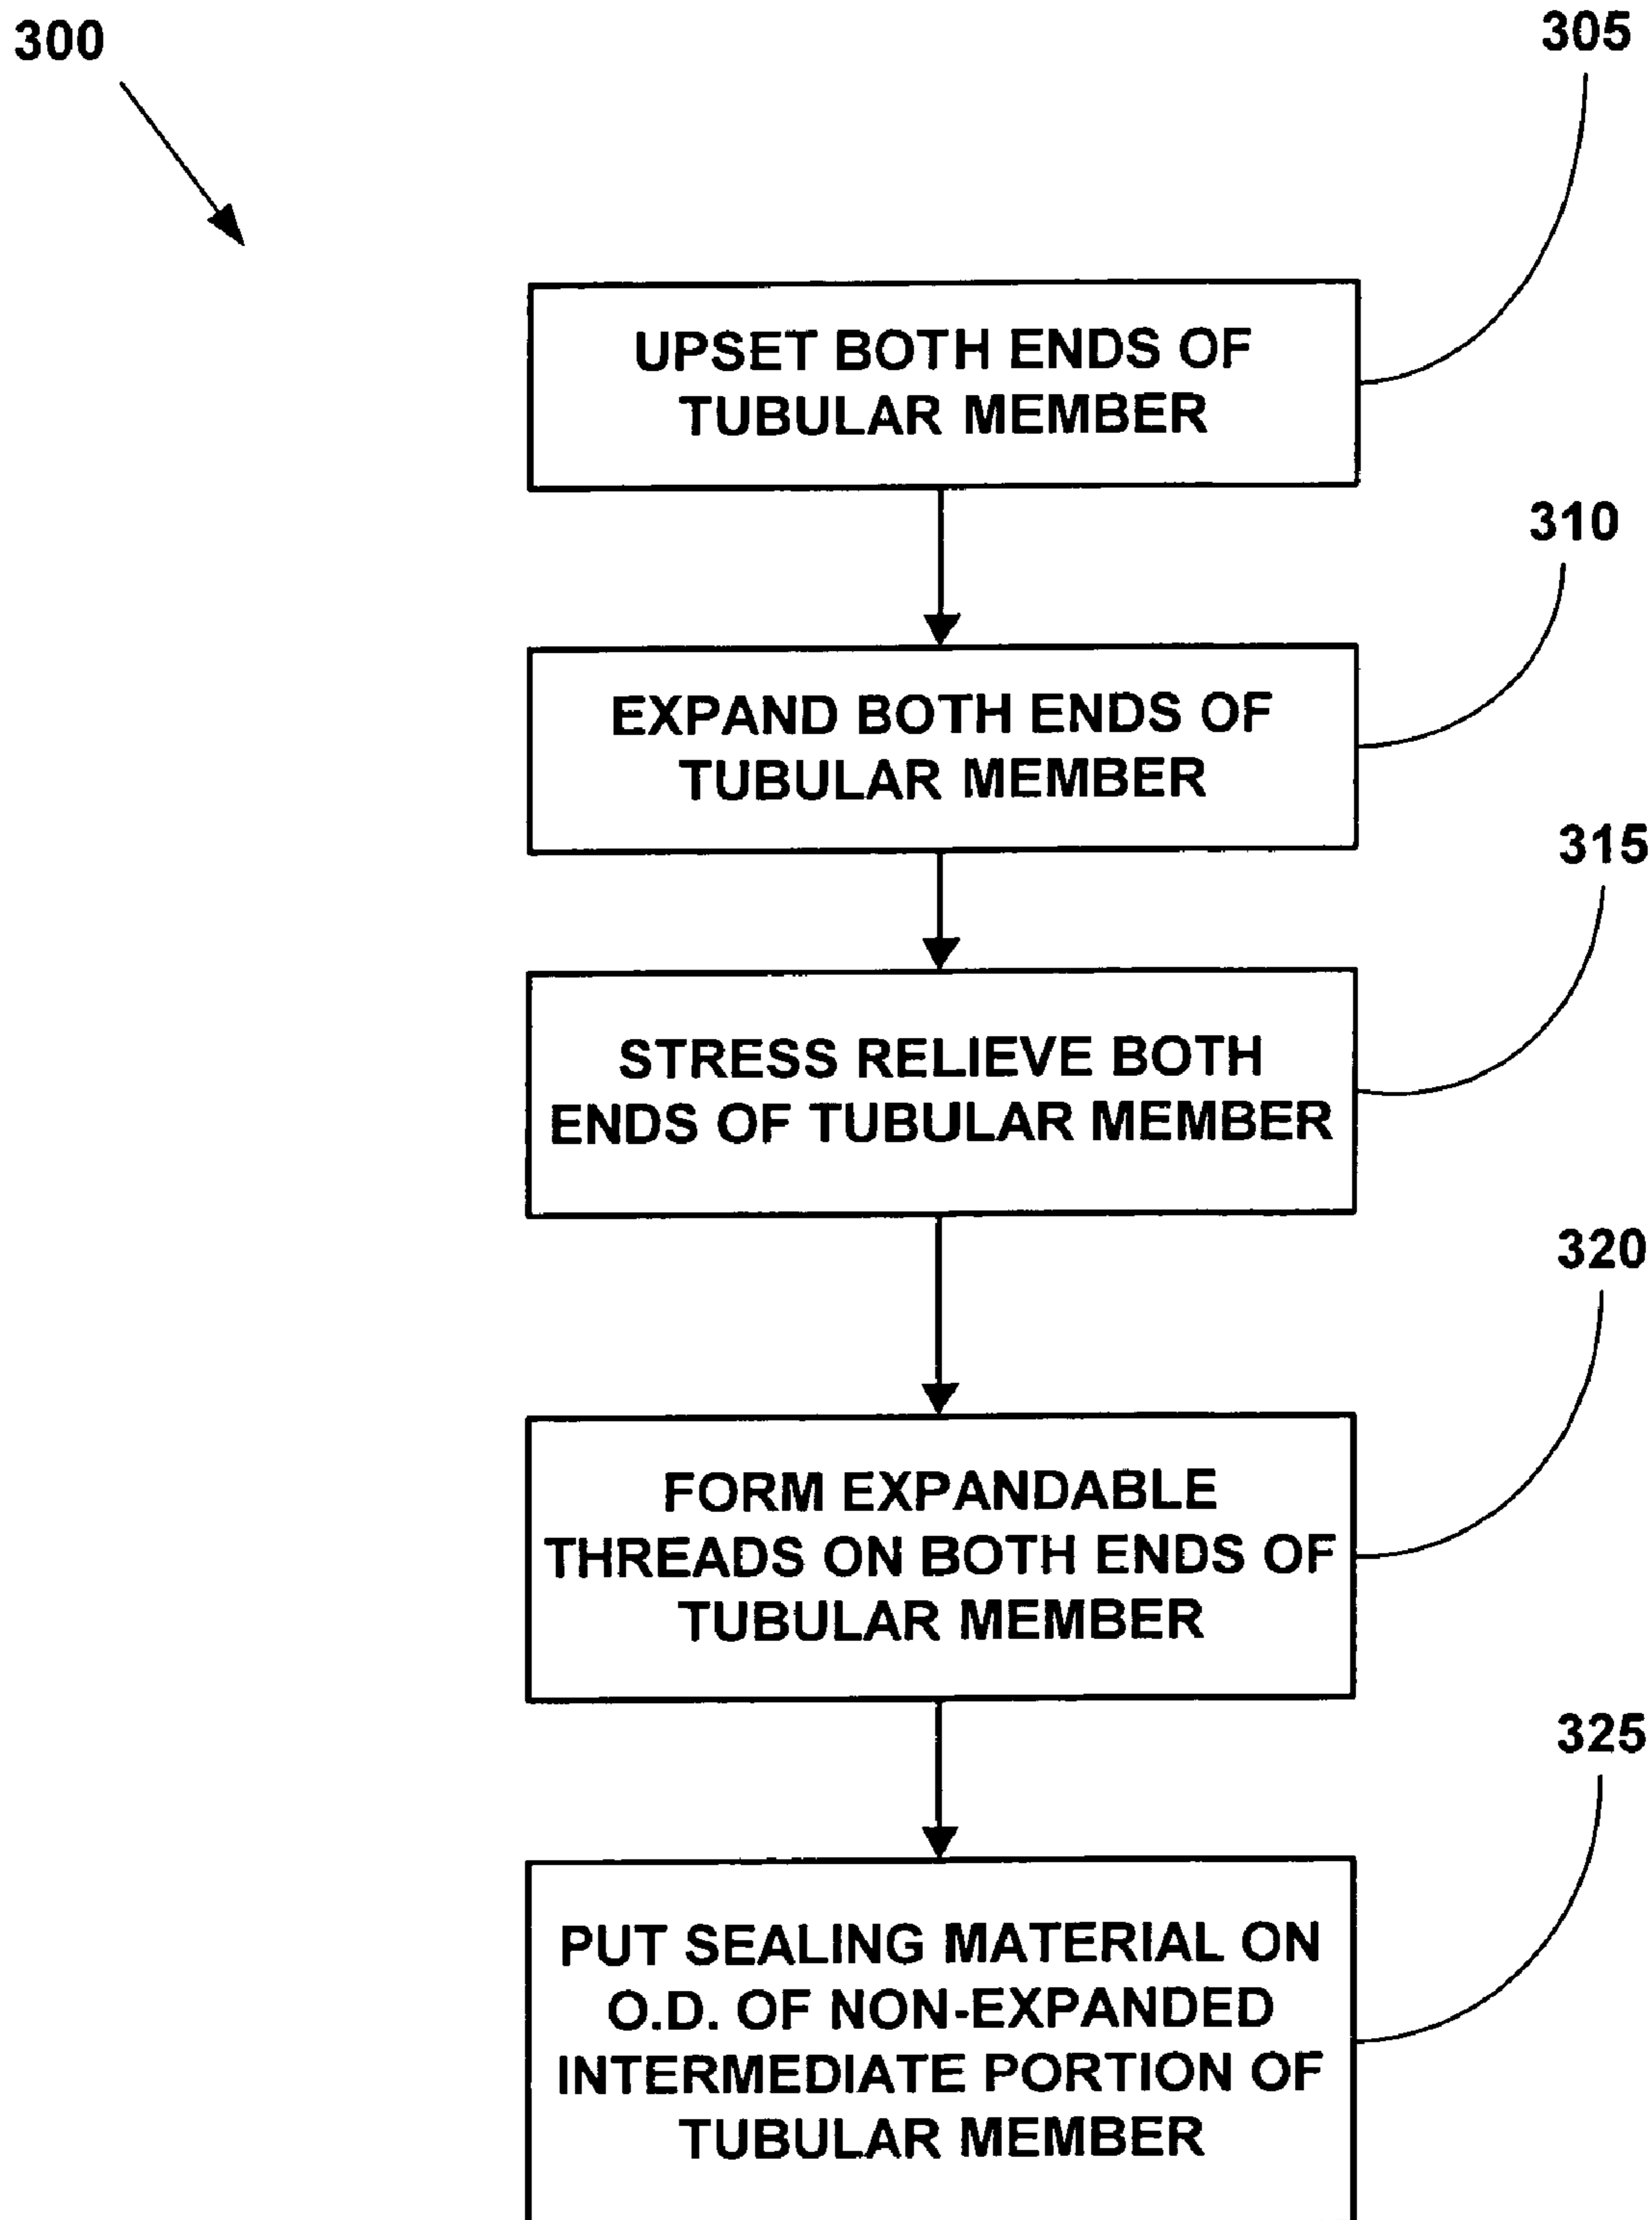 300
305
UPSET BOTH ENDS OF
TUBULAR MEMBER
310
EXPAND BOTH ENDS OF
TUBULAR MEMBER
315
STRESS RELIEVE BOTH
ENDS OF TUBULAR MEMBER
320
FORM EXPANDABLE
THREADS ON BOTH ENDS OF
TUBULAR MEMBER
325
PUT SEALING MATERIAL ON
O.D. OF NON-EXPANDED
INTERMEDIATE PORTION OF
TUBULAR MEMBER